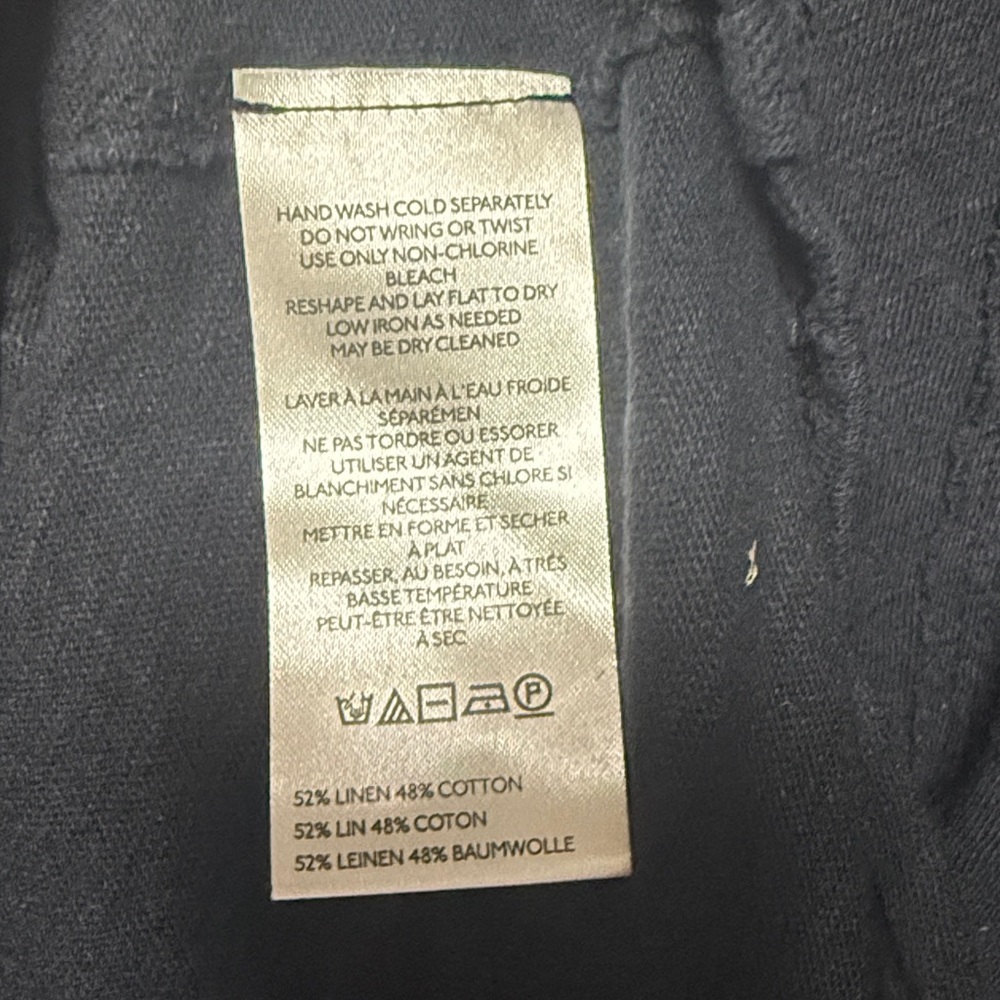 HAND WASH COLD SEPARATELY
DO NOT WRING OR TWIST
USE ONLY NON-CHLORINE
BLEACH
RESHAPE AND LAY FLAT TO DRY
LOW IRON AS NEEDED
MAY BE DRY CLEANED
LAVER À LA MAIN À L'EAU FROIDE
SÉPARÉMEN
NE PAS TORDRE OU ESSORER
UTILISER UN AGENT DE
BLANCHIMENT SANS CHLORE SI
NÉCESSAIRE
METTRE EN FORME ET SECHER
À PLAT
REPASSER, AU BESOIN, À TRÉS
BASSE TEMPÉRATURE
PEUT-ÊTRE ÊTRE NETTOYÉE
À SEC
P
52% LINEN 48% COTTON
52% LIN 48% COTON
52% LEINEN 48% BAUMWOLLE